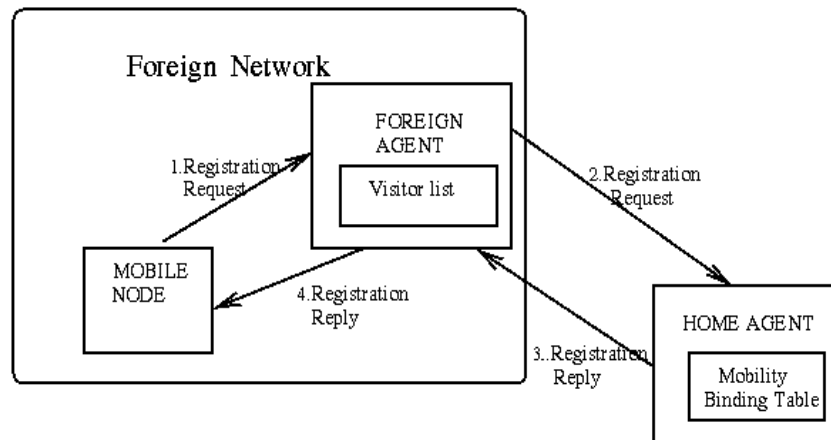 Foreign Network
FOREIGN
AGENT
Visitor list
1.Registration
Request
2.Registration
Request
MOBILE
NODE
4.Registration
Reply
3..Registration
Reply
HOME AGENT
Mobility
Binding Table